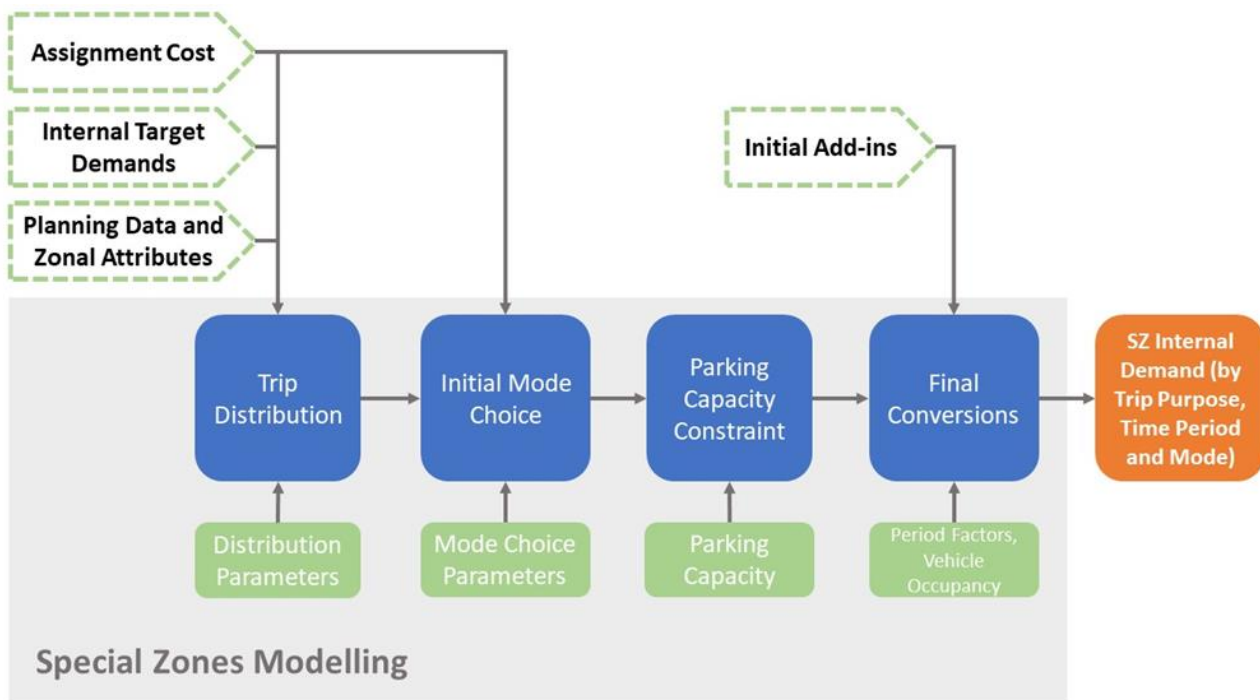 Assignment Cost
Internal Target
Demands
Planning Data and
Zonal Attributes
Initial Add-ins
Trip
Distribution
Initial Mode
Choice
Parking
Capacity
Constraint
Final
Conversions
SZ Internal
Demand (by
Trip Purpose,
Time Period
and Mode)
Distribution
Parameters
Mode Choice
Parameters
Parking
Capacity
Period Factors,
Vehicle
Occupancy
Special Zones Modelling